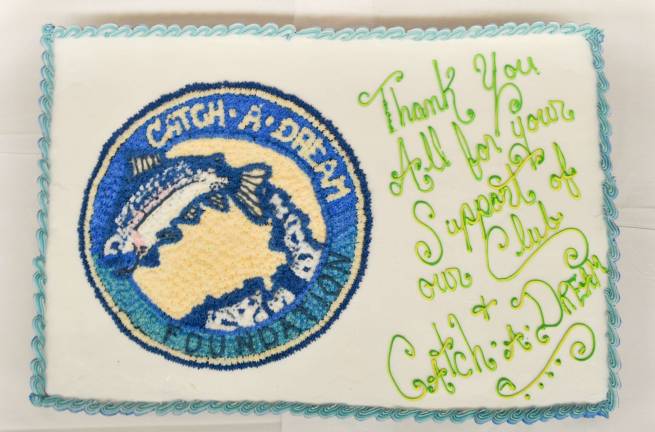 CATCH·A·DREAM
FOUNDATION
Thank You
All for your
Support of
our Club
+
Catch·A·Dream